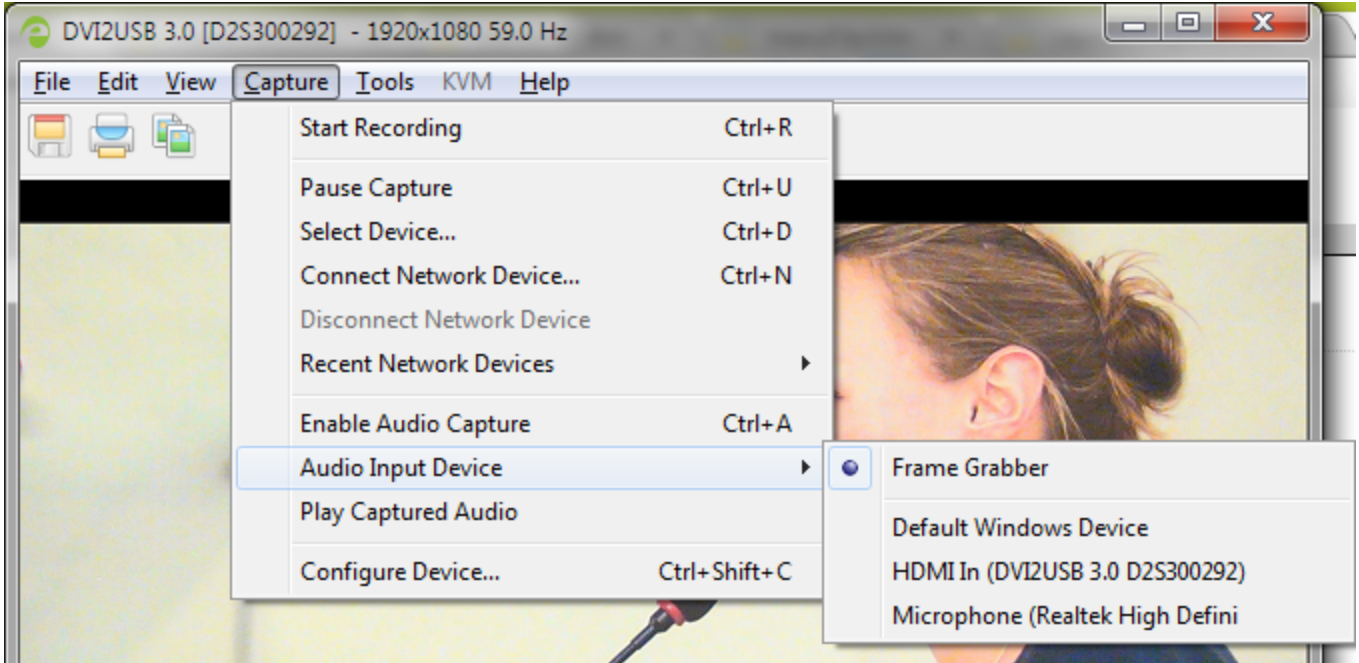 DVI2USB 3.0 [D2S300292] - 1920x1080 59.0 Hz
File Edit View Capture Tools KVM Help
Start Recording Ctrl+R
Pause Capture Ctrl+U
Select Device... Ctrl+D
Connect Network Device... Ctrl+N
Disconnect Network Device
Recent Network Devices
Enable Audio Capture Ctrl+A
Audio Input Device
Play Captured Audio
Configure Device... Ctrl+Shift+C
Frame Grabber
Default Windows Device
HDMI In (DVI2USB 3.0 D2S300292)
Microphone (Realtek High Defini